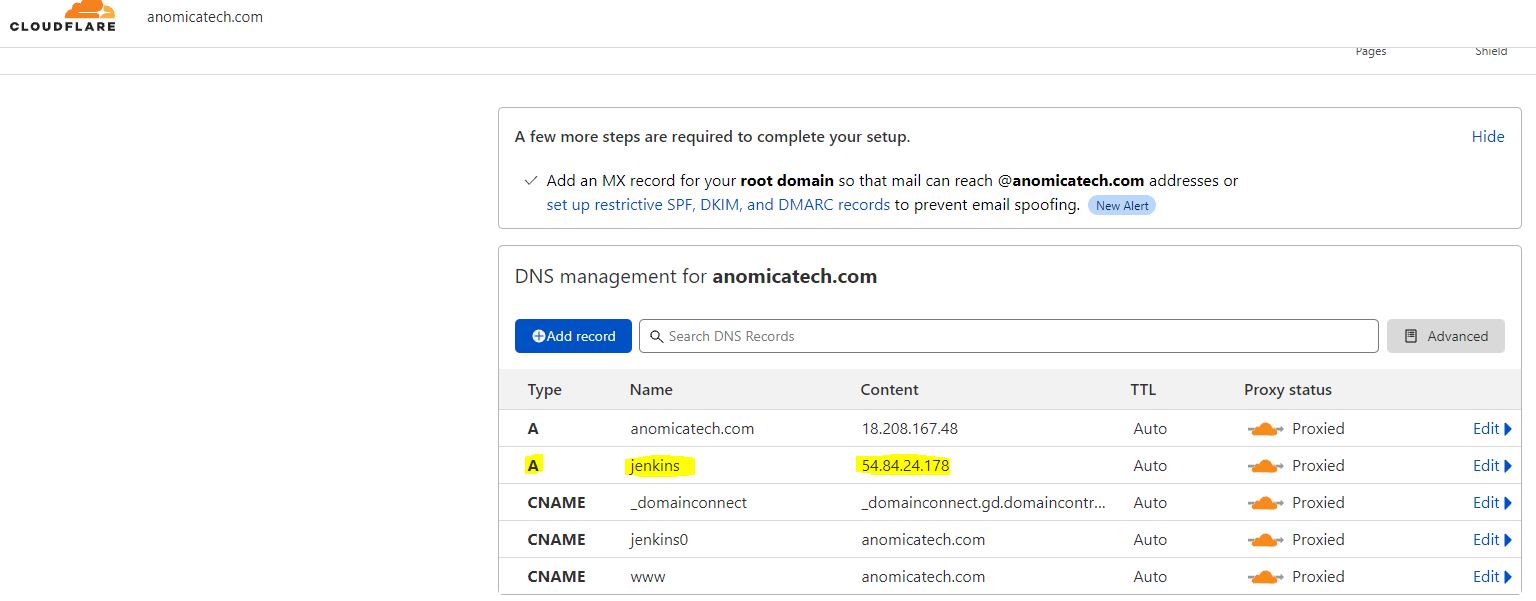 CLOUDFLARE anomicatech.com
Pages Shield
A few more steps are required to complete your setup. Hide
Add an MX record for your root domain so that mail can reach @anomicatech.com addresses or
set up restrictive SPF, DKIM, and DMARC records to prevent email spoofing. New Alert
DNS management for anomicatech.com
Add record Search DNS Records Advanced
Type Name Content TTL Proxy status
A anomicatech.com 18.208.167.48 Auto Proxied Edit
A jenkins 54.84.24.178 Auto Proxied Edit
CNAME _domainconnect _domainconnect.gd.domaincontr... Auto Proxied Edit
CNAME jenkins0 anomicatech.com Auto Proxied Edit
CNAME www anomicatech.com Auto Proxied Edit